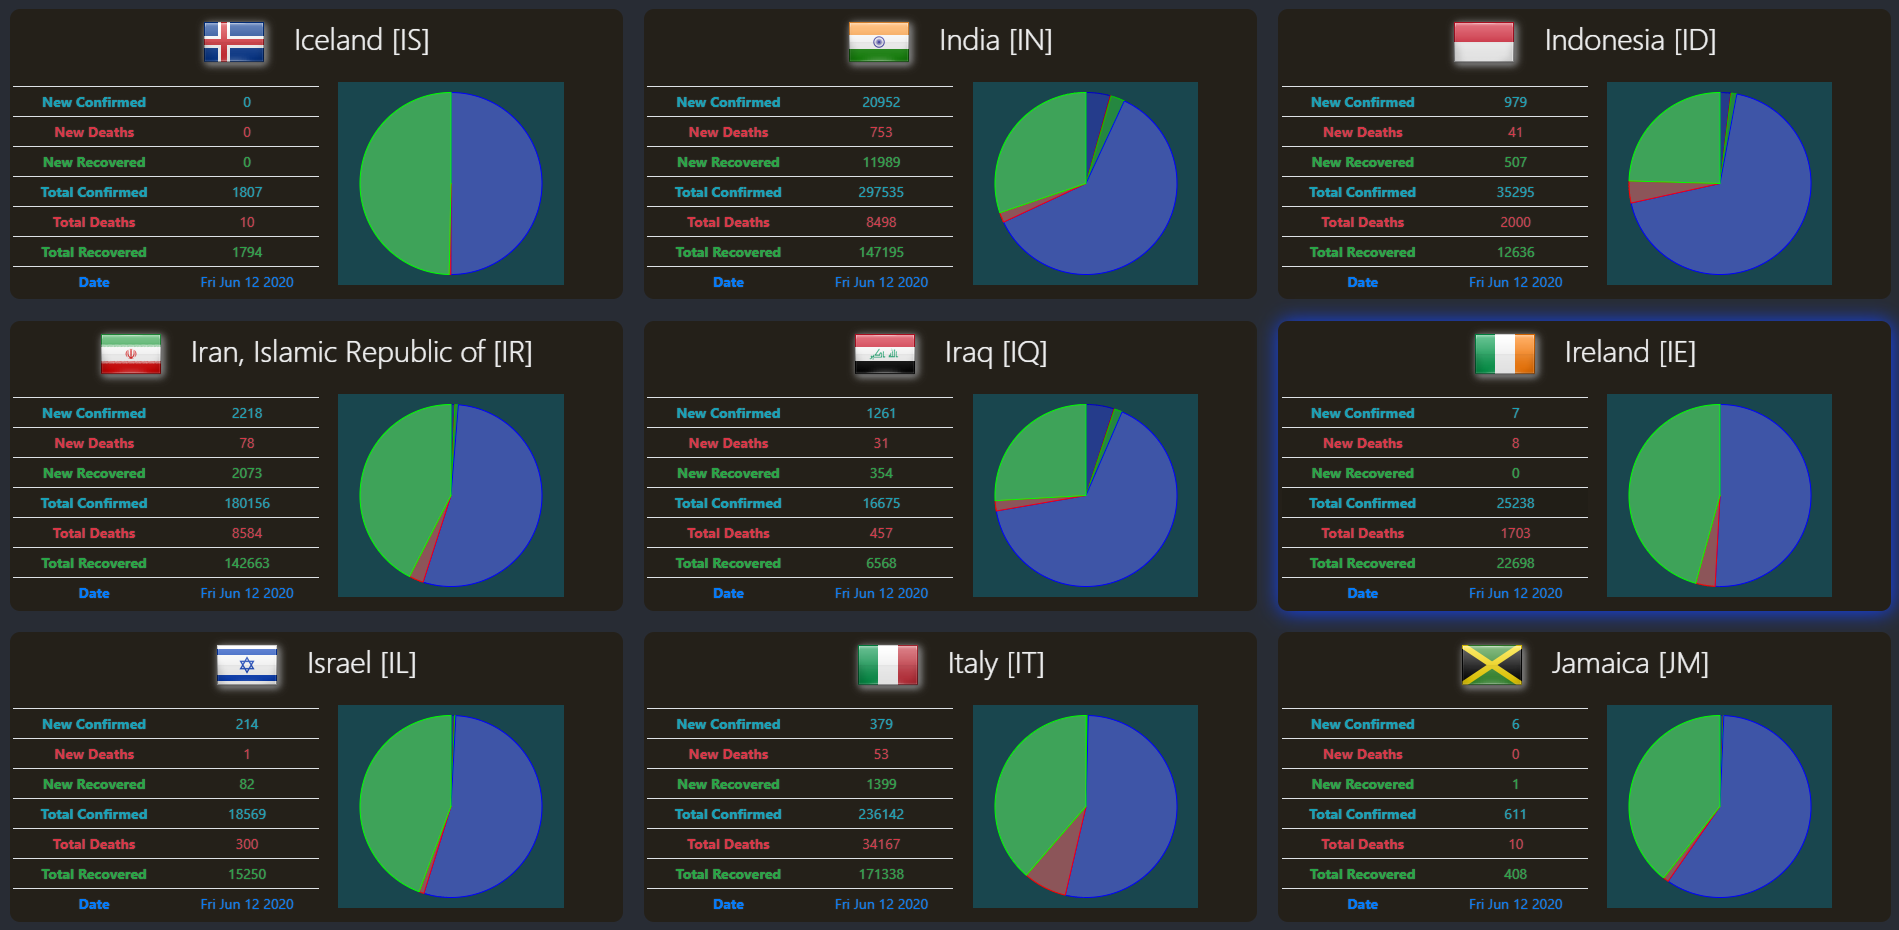 Iceland [IS]
New Confirmed 0
New Deaths 0
New Recovered 0
Total Confirmed 1807
Total Deaths 10
Total Recovered 1794
Date Fri Jun 12 2020
India [IN]
New Confirmed 20952
New Deaths 753
New Recovered 11989
Total Confirmed 297535
Total Deaths 8498
Total Recovered 147195
Date Fri Jun 12 2020
Indonesia [ID]
New Confirmed 979
New Deaths 41
New Recovered 507
Total Confirmed 35295
Total Deaths 2000
Total Recovered 12636
Date Fri Jun 12 2020
Iran, Islamic Republic of [IR]
New Confirmed 2218
New Deaths 78
New Recovered 2073
Total Confirmed 180156
Total Deaths 8584
Total Recovered 142663
Date Fri Jun 12 2020
Iraq [IQ]
New Confirmed 1261
New Deaths 31
New Recovered 354
Total Confirmed 16675
Total Deaths 457
Total Recovered 6568
Date Fri Jun 12 2020
Ireland [IE]
New Confirmed 7
New Deaths 8
New Recovered 0
Total Confirmed 25238
Total Deaths 1703
Total Recovered 22698
Date Fri Jun 12 2020
Israel [IL]
New Confirmed 214
New Deaths 1
New Recovered 82
Total Confirmed 18569
Total Deaths 300
Total Recovered 15250
Date Fri Jun 12 2020
Italy [IT]
New Confirmed 379
New Deaths 53
New Recovered 1399
Total Confirmed 236142
Total Deaths 34167
Total Recovered 171338
Date Fri Jun 12 2020
Jamaica [JM]
New Confirmed 6
New Deaths 0
New Recovered 1
Total Confirmed 611
Total Deaths 10
Total Recovered 408
Date Fri Jun 12 2020